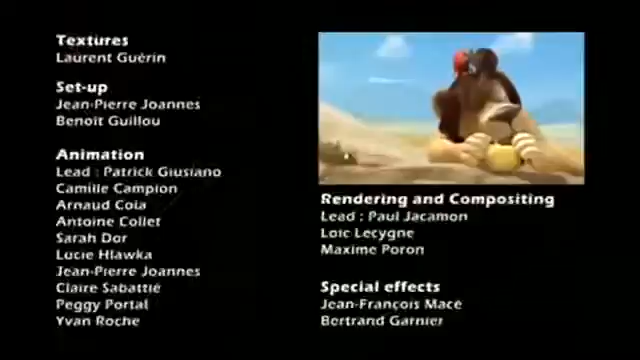 Textures
Laurent Guérin
Set-up
Jean-Pierre Joannes
Benoît Guillou
Animation
Lead : Patrick Giusiano
Camille Campion
Arnaud Coia
Antoine Collet
Sarah Dor
Lucie Hlawka
Jean-Pierre Joannes
Claire Sabattié
Peggy Portal
Yvan Roche
Rendering and Compositing
Lead : Paul Jacamon
Loïc Lecygne
Maxime Poron
Special effects
Jean-François Macé
Bertrand Garnier